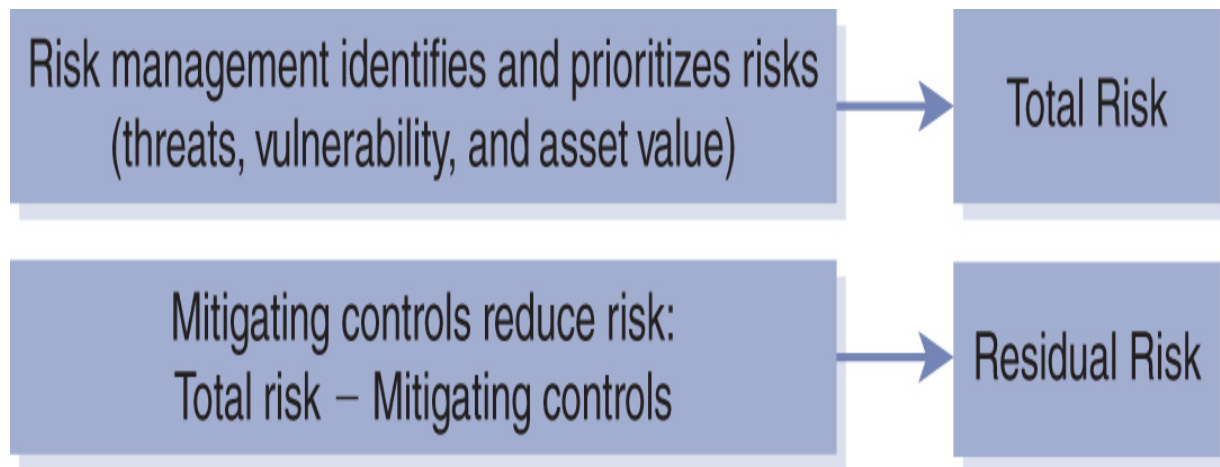 Risk management identifies and prioritizes risks
(threats, vulnerability, and asset value)
Total Risk
Mitigating controls reduce risk:
Total risk – Mitigating controls
Residual Risk